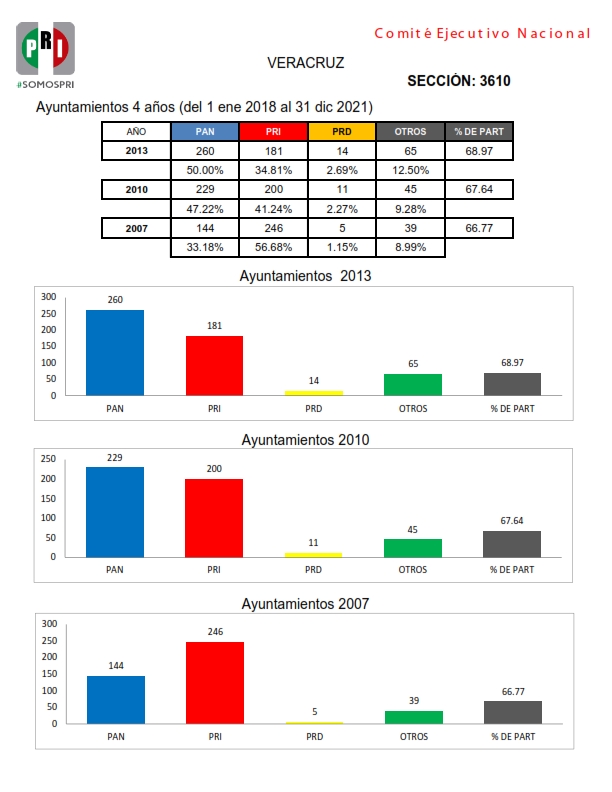 Comité Ejecutivo Nacional
PRI
#SOMOSPRI
VERACRUZ
SECCIÓN: 3610
Ayuntamientos 4 años (del 1 ene 2018 al 31 dic 2021)
AÑO PAN PRI PRD OTROS % DE PART
2013 260 181 14 65 68.97
50.00% 34.81% 2.69% 12.50%
2010 229 200 11 45 67.64
47.22% 41.24% 2.27% 9.28%
2007 144 246 5 39 66.77
33.18% 56.68% 1.15% 8.99%
Ayuntamientos 2013
300
250
200
150
100
50
0
260
181
14
65
68.97
PAN PRI PRD OTROS % DE PART
Ayuntamientos 2010
250
200
150
100
50
0
229
200
11
45
67.64
PAN PRI PRD OTROS % DE PART
Ayuntamientos 2007
300
250
200
150
100
50
0
144
246
5
39
66.77
PAN PRI PRD OTROS % DE PART